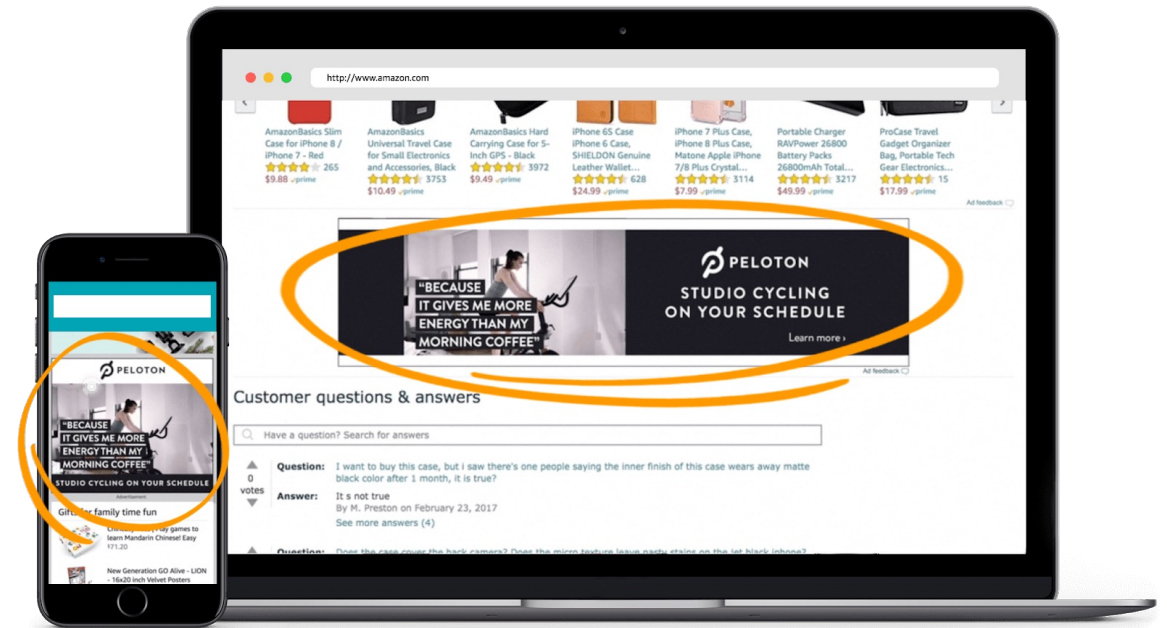 http://www.amazon.com
AmazonBasics Slim
Case for iPhone 8 /
iPhone 7 - Red
265
$9.88 prime
AmazonBasics
Universal Travel Case
for Small Electronics
and Accessories, Black
3753
$10.49 prime
AmazonBasics Hard
Carrying Case for 5-
Inch GPS - Black
3972
$9.49 prime
iPhone 6S Case
iPhone 6 Case,
SHIELDON Genuine
Leather Wallet...
628
$24.99 prime
iPhone 7 Plus Case,
iPhone 8 Plus Case,
Matone Apple iPhone
7/8 Plus Crystal...
3114
$7.99 prime
Portable Charger
RAVPower 26800
Battery Packs
26800mAh Total...
3217
$49.99 prime
ProCase Travel
Gadget Organizer
Bag, Portable Tech
Gear Electronics...
15
$17.99 prime
Ad feedback
"BECAUSE
IT GIVES ME MORE
ENERGY THAN MY
MORNING COFFEE"
PELOTON
STUDIO CYCLING
ON YOUR SCHEDULE
Learn more ›
Ad feedback
Customer questions & answers
Have a question? Search for answers
0
votes
Question: I want to buy this case, but i saw there's one people saying the inner finish of this case wears away matte
black color after 1 month, it is true?
Answer: It s not true
By M. Preston on February 23, 2017
See more answers (4)
Question: Does the case cover the back camera? Does the micro texture leave nasty stains on the jet black iphone?
PELOTON
"BECAUSE
IT GIVES ME MORE
ENERGY THAN MY
MORNING COFFEE"
STUDIO CYCLING ON YOUR SCHEDULE
Advertisement
Gifts for family time fun
Play games to
learn Mandarin Chinese! Easy
$71.20
New Generation GO Alive - LION
- 16x20 inch Velvet Posters